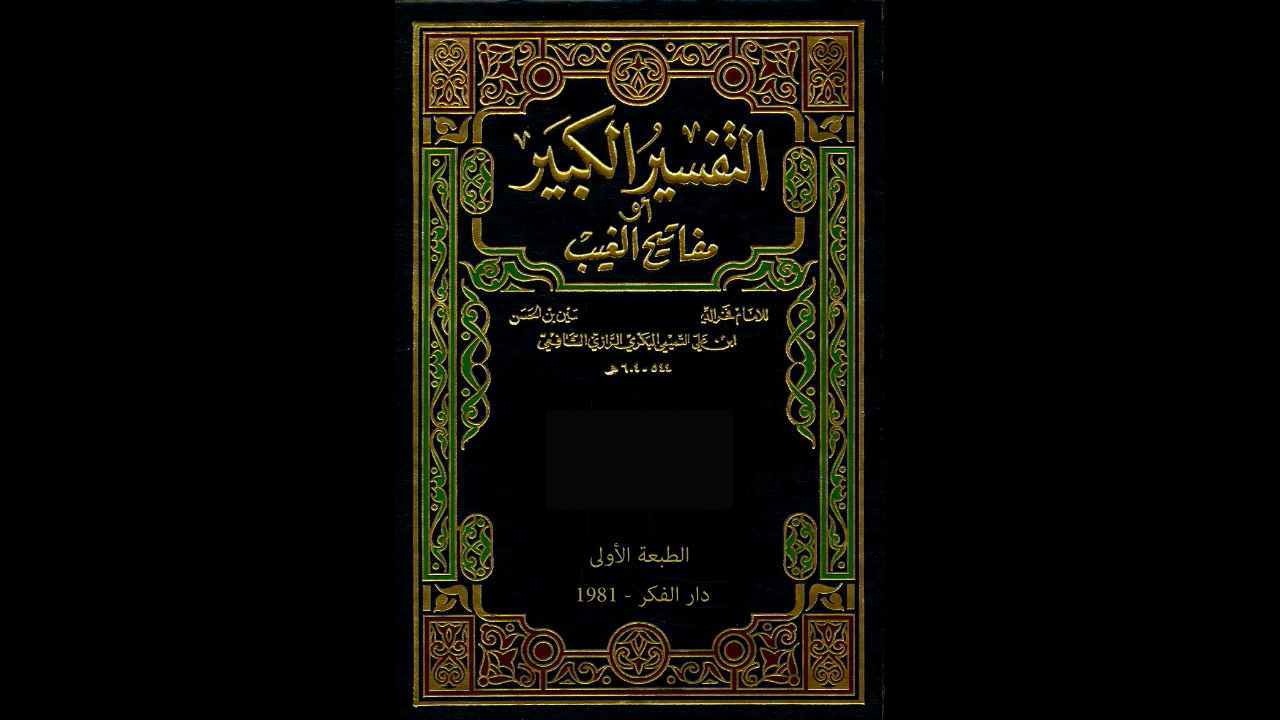 التفسير الكبير
أو
مفاتيح الغيب
للإمام فخر الدين
سين بن الحسن
ابن علي التميمي البكري الرازي الشافعي
٥٤٤ - ٦٠٤ هـ
الطبعة الأولى
دار الفكر - 1981